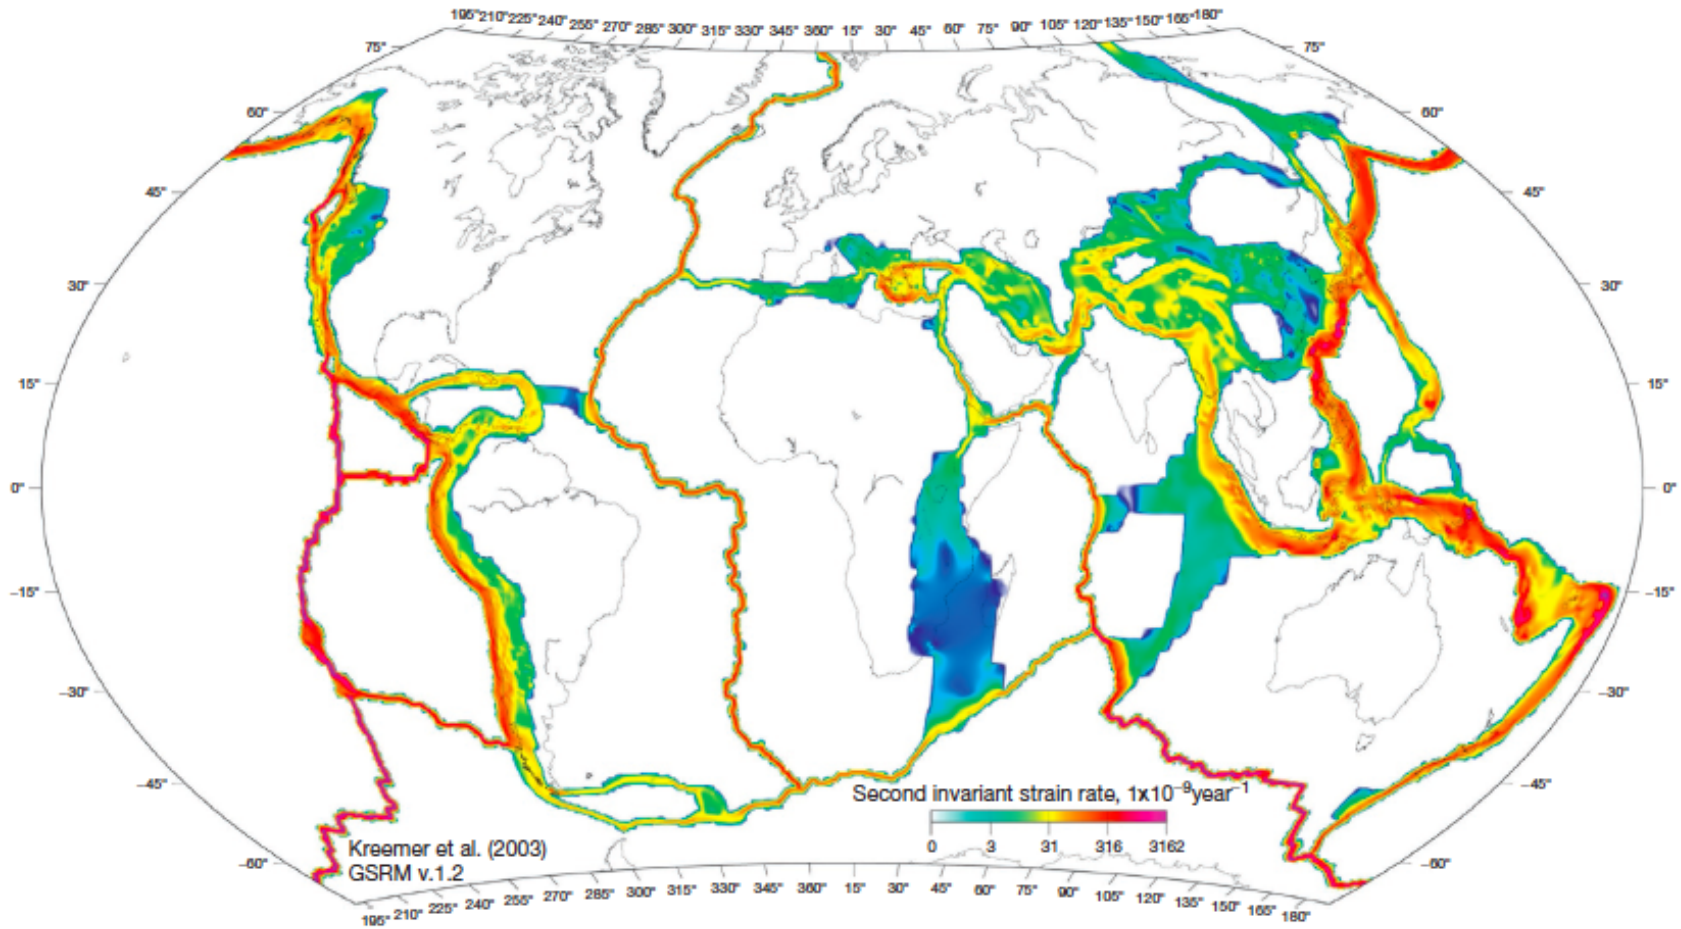 195° 210° 225° 240° 255° 270° 285° 300° 315° 330° 345° 360° 15° 30° 45° 60° 75° 90° 105° 120° 135° 150° 165° 180°
75° 75°
60° 60°
45° 45°
30° 30°
15° 15°
0° 0°
-15° -15°
-30° -30°
-45° -45°
Second invariant strain rate, 1x10⁻⁹year⁻¹
0 3 31 316 3162
Kreemer et al. (2003)
-60° -60°
GSRM v.1.2
195° 210° 225° 240° 255° 270° 285° 300° 315° 330° 345° 360° 15° 30° 45° 60° 75° 90° 105° 120° 135° 150° 165° 180°